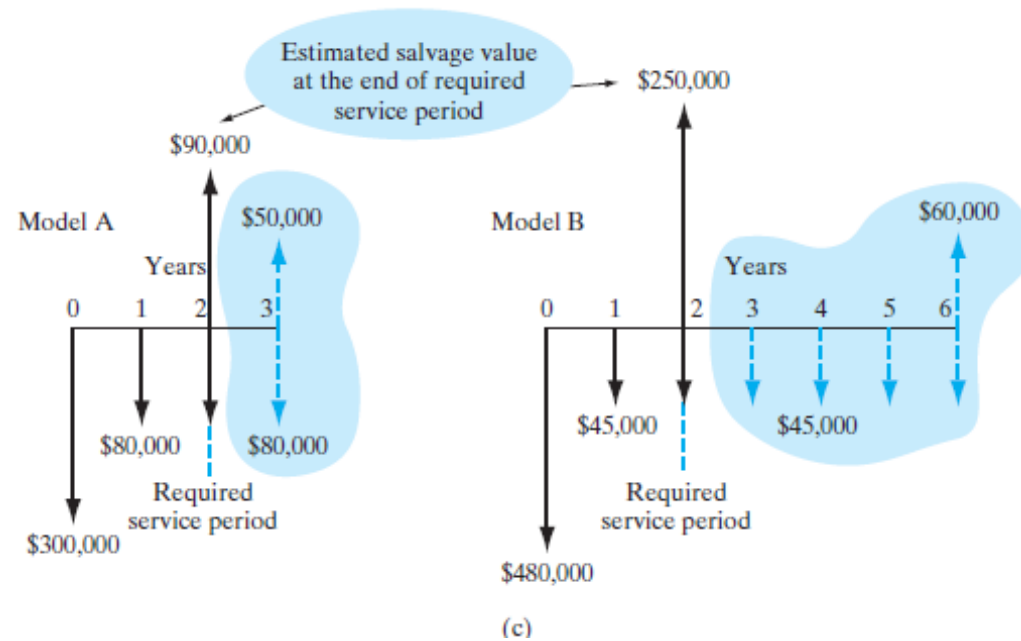 Estimated salvage value
at the end of required
service period
$250,000
$90,000
Model A
$50,000
Years
0 1 2 3
$80,000
$80,000
Required
service period
$300,000
Model B
$60,000
Years
0 1 2 3 4 5 6
$45,000
$45,000
Required
service period
$480,000
(c)